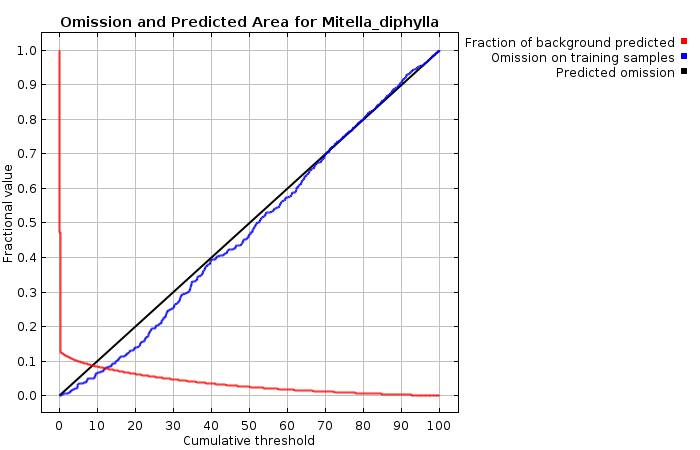 Omission and Predicted Area for Mitella_diphylla
Fraction of background predicted
Omission on training samples
Predicted omission
Fractional value
1.0
0.9
0.8
0.7
0.6
0.5
0.4
0.3
0.2
0.1
0.0
0 10 20 30 40 50 60 70 80 90 100
Cumulative threshold